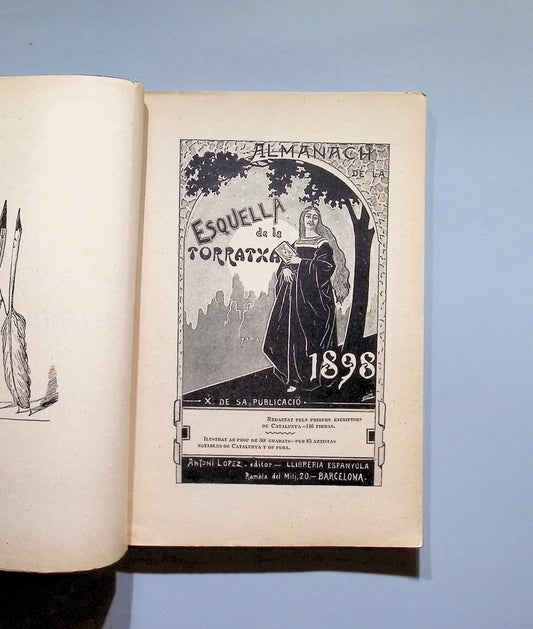 ALMANACH
DE LA
ESQUELLA
de la
TORRATXA
1898
X DE SA PUBLICACIÓ
REDACTAT PELS PRIMERS ESCRIPTORS
DE CATALUNYA—146 FIRMAS.
ILUSTRAT AB PROP DE 300 GRABATS—PER 65 ARTISTAS
NOTABLES DE CATALUNYA Y DE FORA.
ANTONI LOPEZ, editor — LLIBRERIA ESPANYOLA
Rambla del Mitj, 20.— BARCELONA.